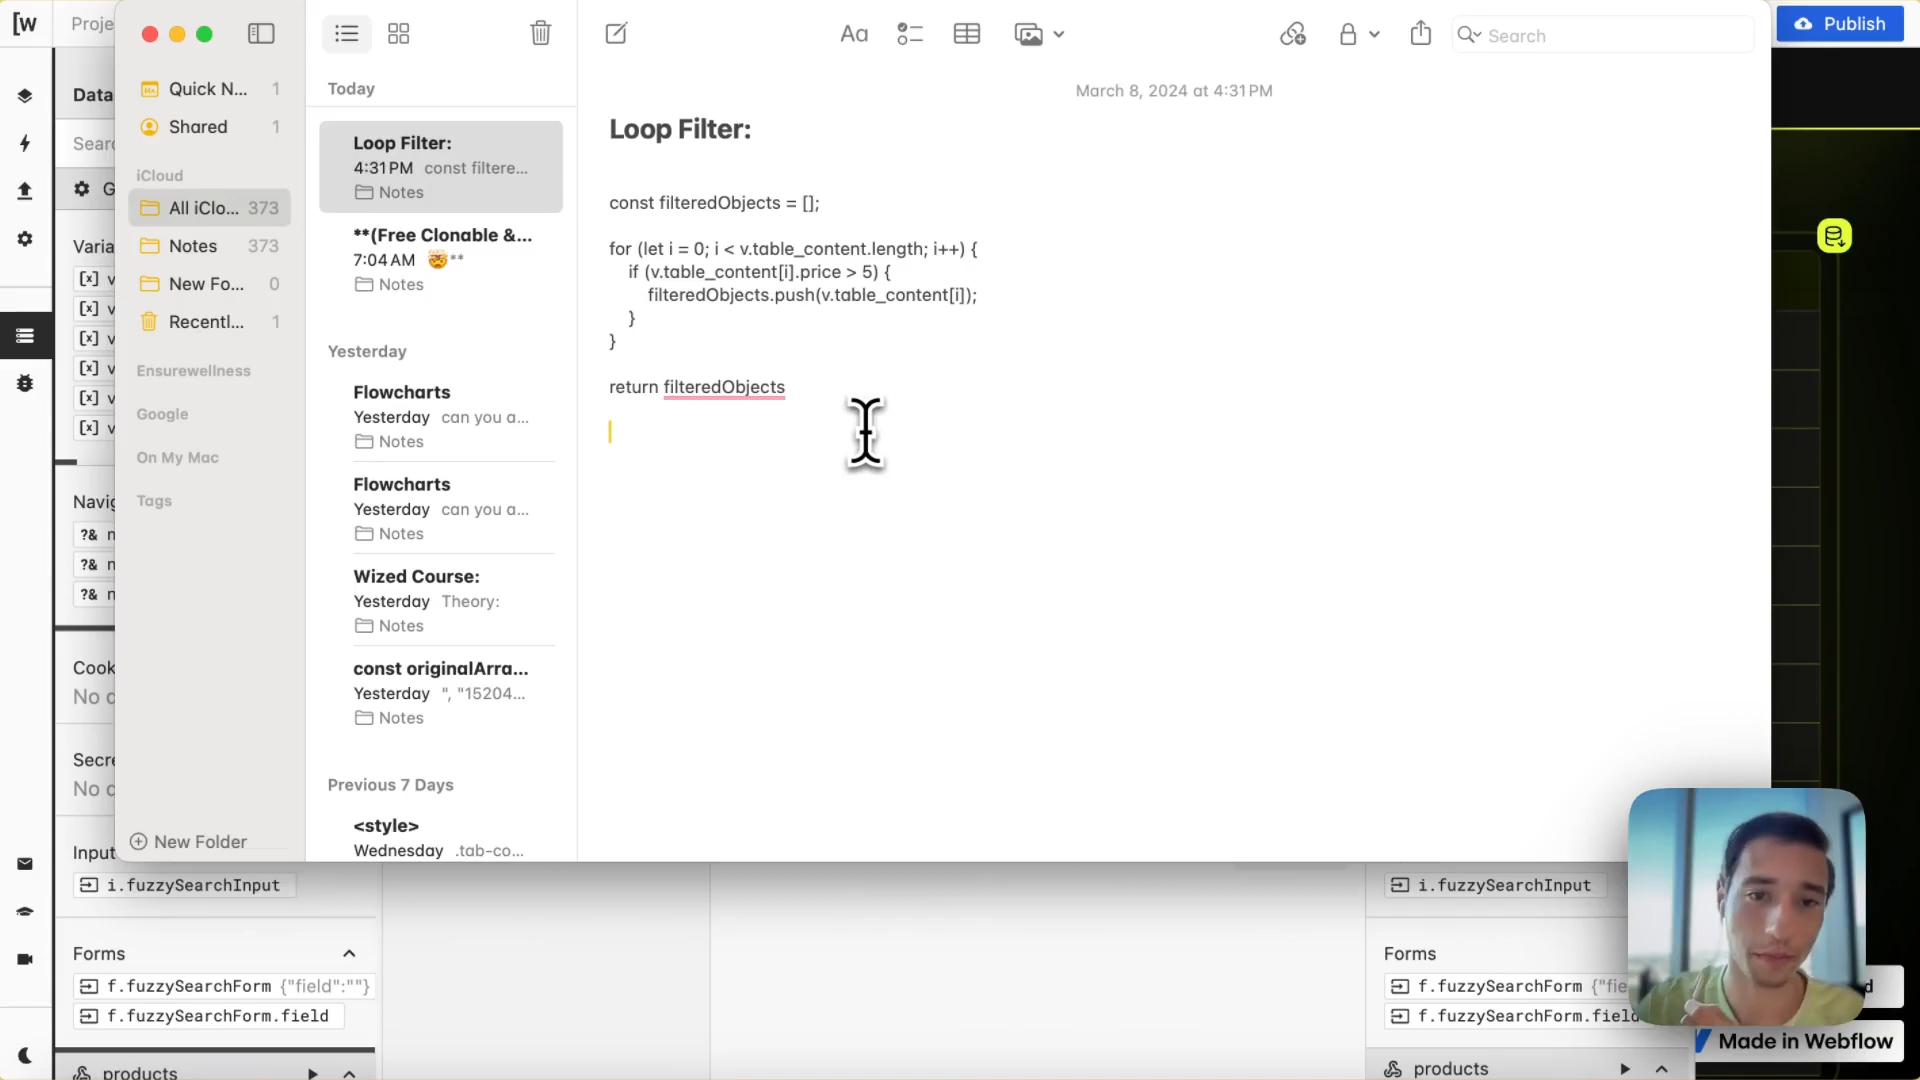 [W
Proje
Search
Publish
Data
Sear
G
Varia
[x] v
[x] v
[x] v
[x] v
[x] v
[x] v
Navig
?& n
?& n
?& n
Cook
No d
Secre
No d
Input
i.fuzzySearchInput
Forms
f.fuzzySearchForm {"field":""}
f.fuzzySearchForm.field
products
Quick N... 1
Shared 1
iCloud
All iClo... 373
Notes 373
New Fo... 0
Recentl... 1
Ensurewellness
Google
On My Mac
Tags
New Folder
Today
Loop Filter:
4:31 PM const filtere...
Notes
**(Free Clonable &...
7:04 AM 🤯**
Notes
Yesterday
Flowcharts
Yesterday can you a...
Notes
Flowcharts
Yesterday can you a...
Notes
Wized Course:
Yesterday Theory:
Notes
const originalArra...
Yesterday ", "15204...
Notes
Previous 7 Days
<style>
Wednesday .tab-co...
Aa
March 8, 2024 at 4:31 PM
Loop Filter:
const filteredObjects = [];
for (let i = 0; i < v.table_content.length; i++) {
if (v.table_content[i].price > 5) {
filteredObjects.push(v.table_content[i]);
}
}
return filteredObjects
i.fuzzySearchInput
Forms
f.fuzzySearchForm {"fie
f.fuzzySearchForm.field
products
d
Made in Webflow